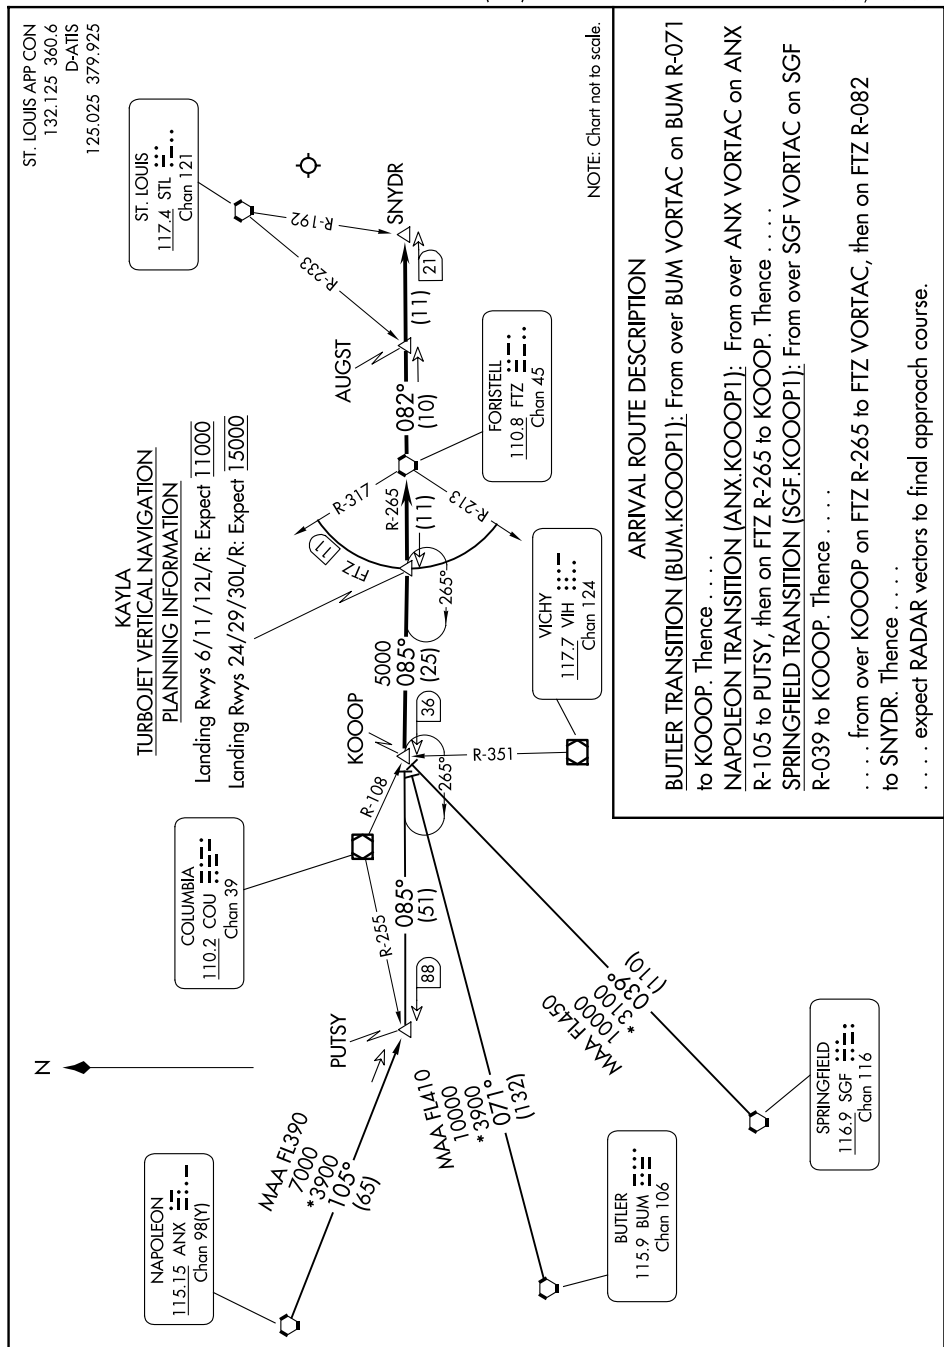 ST. LOUIS APP CON
132.125 360.6
D-ATIS
125.025 379.925
ST. LOUIS
117.4 STL
Chan 121
R-192
R-233
SNYDR
21
(11)
AUGST
082°
(10)
FORISTELL
110.8 FTZ
Chan 45
R-317
R-265
R-213
(11)
11
FTZ
265°
KAYLA
TURBOJET VERTICAL NAVIGATION
PLANNING INFORMATION
Landing Rwys 6/11/12L/R: Expect 11000
Landing Rwys 24/29/30L/R: Expect 15000
5000
085°
(25)
KOOOP
36
265°
R-351
VICHY
117.7 VIH
Chan 124
R-108
COLUMBIA
110.2 COU
Chan 39
R-255
085°
(51)
88
PUTSY
N
MAA FL390
7000
*3900
105°
(65)
NAPOLEON
115.15 ANX
Chan 98(Y)
MAA FL410
10000
*3900
071°
(132)
BUTLER
115.9 BUM
Chan 106
MAA FL450
10000
*3100
039°
(110)
SPRINGFIELD
116.9 SGF
Chan 116
NOTE: Chart not to scale.
ARRIVAL ROUTE DESCRIPTION
BUTLER TRANSITION (BUM.KOOOP1): From over BUM VORTAC on BUM R-071
to KOOOP. Thence . . . .
NAPOLEON TRANSITION (ANX.KOOOP1): From over ANX VORTAC on ANX
R-105 to PUTSY, then on FTZ R-265 to KOOOP. Thence . . . .
SPRINGFIELD TRANSITION (SGF.KOOOP1): From over SGF VORTAC on SGF
R-039 to KOOOP. Thence . . . .
. . . . from over KOOOP on FTZ R-265 to FTZ VORTAC, then on FTZ R-082
to SNYDR. Thence . . . .
. . . . expect RADAR vectors to final approach course.